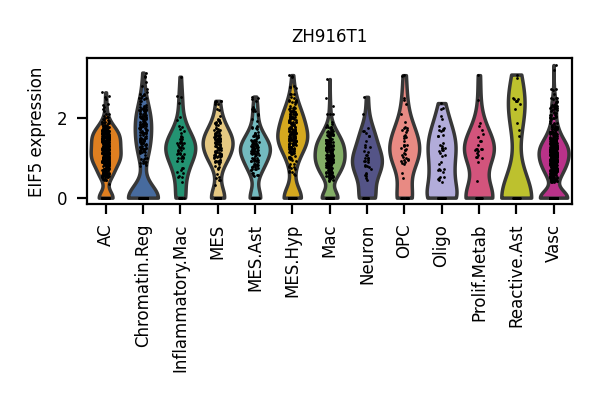 ZH916T1
EIF5 expression
2
0
AC
Chromatin.Reg
Inflammatory.Mac
MES
MES.Ast
MES.Hyp
Mac
Neuron
OPC
Oligo
Prolif.Metab
Reactive.Ast
Vasc